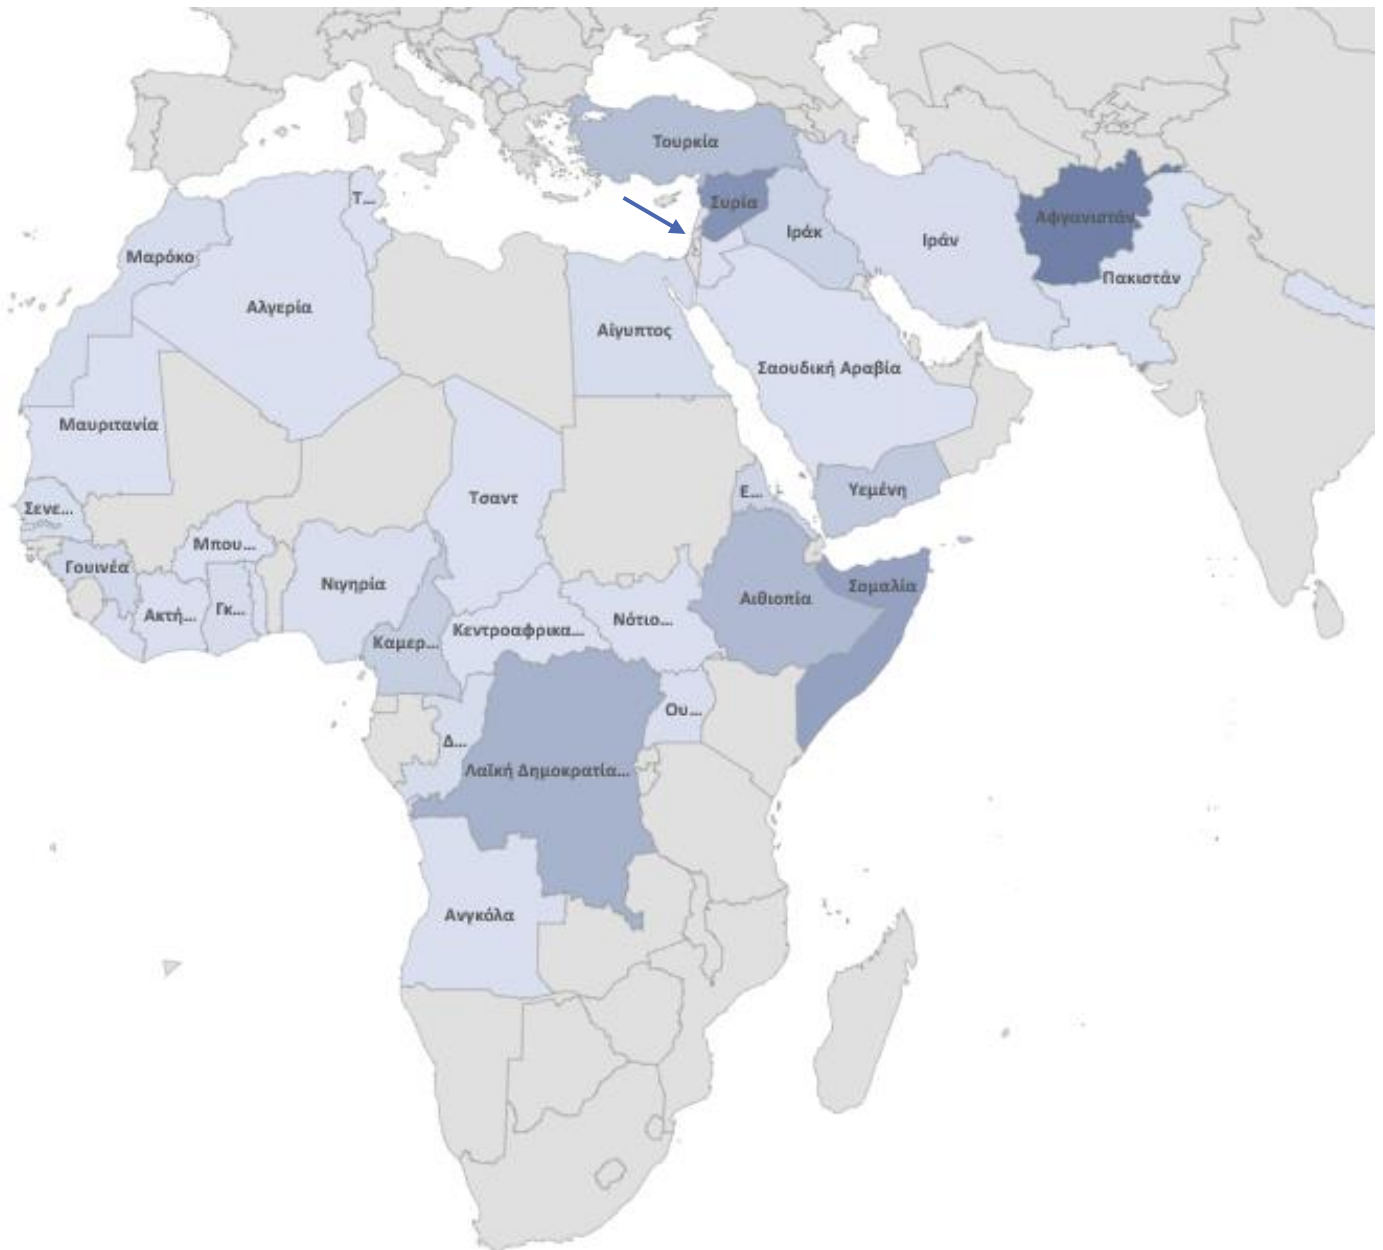 Τουρκία
Συρία
Αφγανιστάν
Τ...
Ιράκ
Ιράν
Μαρόκο
Πακιστάν
Αλγερία
Αίγυπτος
Σαουδική Αραβία
Μαυριτανία
Ε...
Υεμένη
Τσαντ
Σενε...
Μπου...
Γουινέα
Νιγηρία
Σομαλία
Αιθιοπία
Ακτή...
Γκ...
Νότιο...
Καμερ...
Κεντροαφρικα...
Ου...
Δ...
Λαϊκή Δημοκρατία...
Ανγκόλα